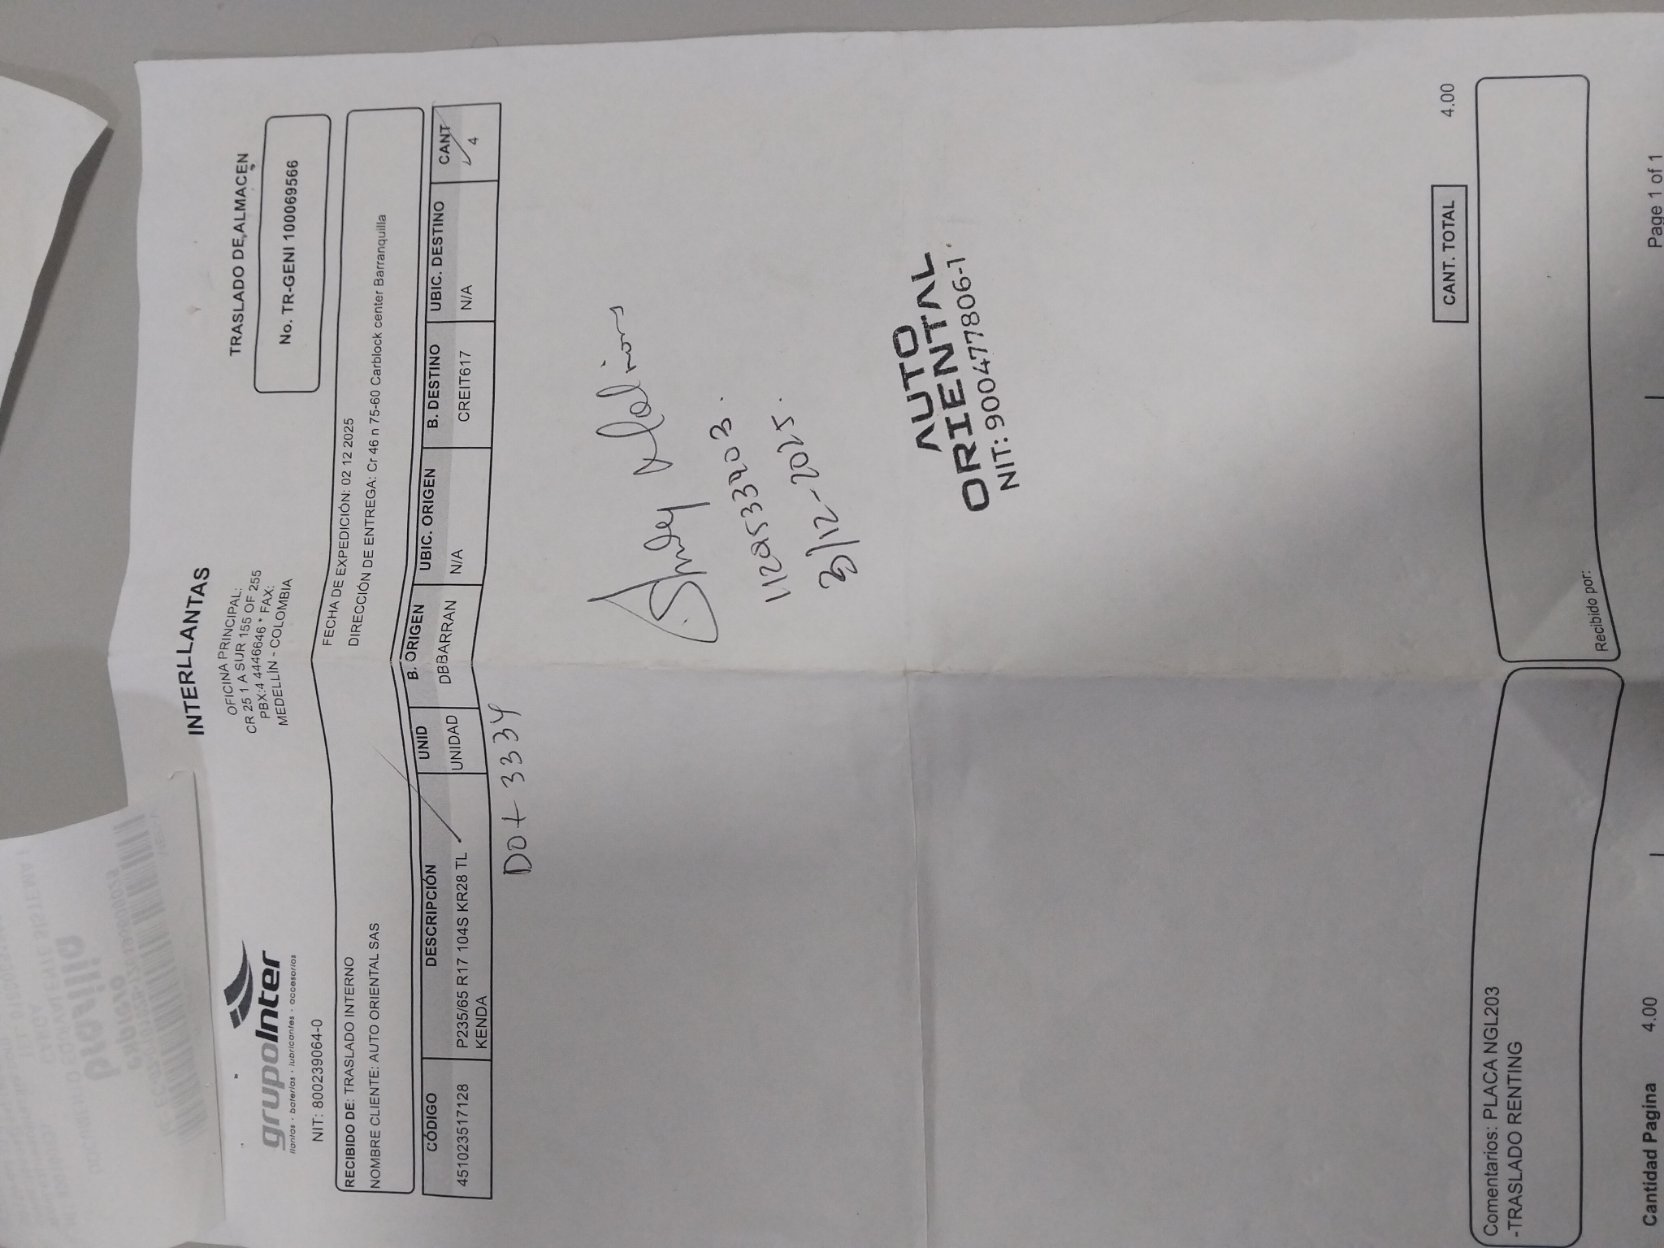 INTERLLANTAS
OFICINA PRINCIPAL:
CR 25 1 A SUR 155 OF 255
PBX:4 4446646 * FAX:
MEDELLÍN - COLOMBIA
grupoInter
llantas - baterías - lubricantes - accesorios
NIT: 800239064-0
TRASLADO DE ALMACEN
No. TR-GENI 100069566
FECHA DE EXPEDICIÓN: 02 12 2025
RECIBIDO DE: TRASLADO INTERNO
DIRECCIÓN DE ENTREGA: Cr 46 n 75-60 Carblock center Barranquilla
NOMBRE CLIENTE: AUTO ORIENTAL SAS
CÓDIGO DESCRIPCIÓN UNID B. ORIGEN UBIC. ORIGEN B. DESTINO UBIC. DESTINO CANT
451023517128 P235/65 R17 104S KR28 TL UNIDAD DBBARRAN N/A CREIT617 N/A 4
KENDA
Dot 3334
3/12-2025.
AUTO
ORIENTAL
NIT: 900477806-1.
CANT. TOTAL 4.00
Comentarios: PLACA NGL203
-TRASLADO RENTING
Recibido por:
Cantidad Pagina 4.00
Page 1 of 1